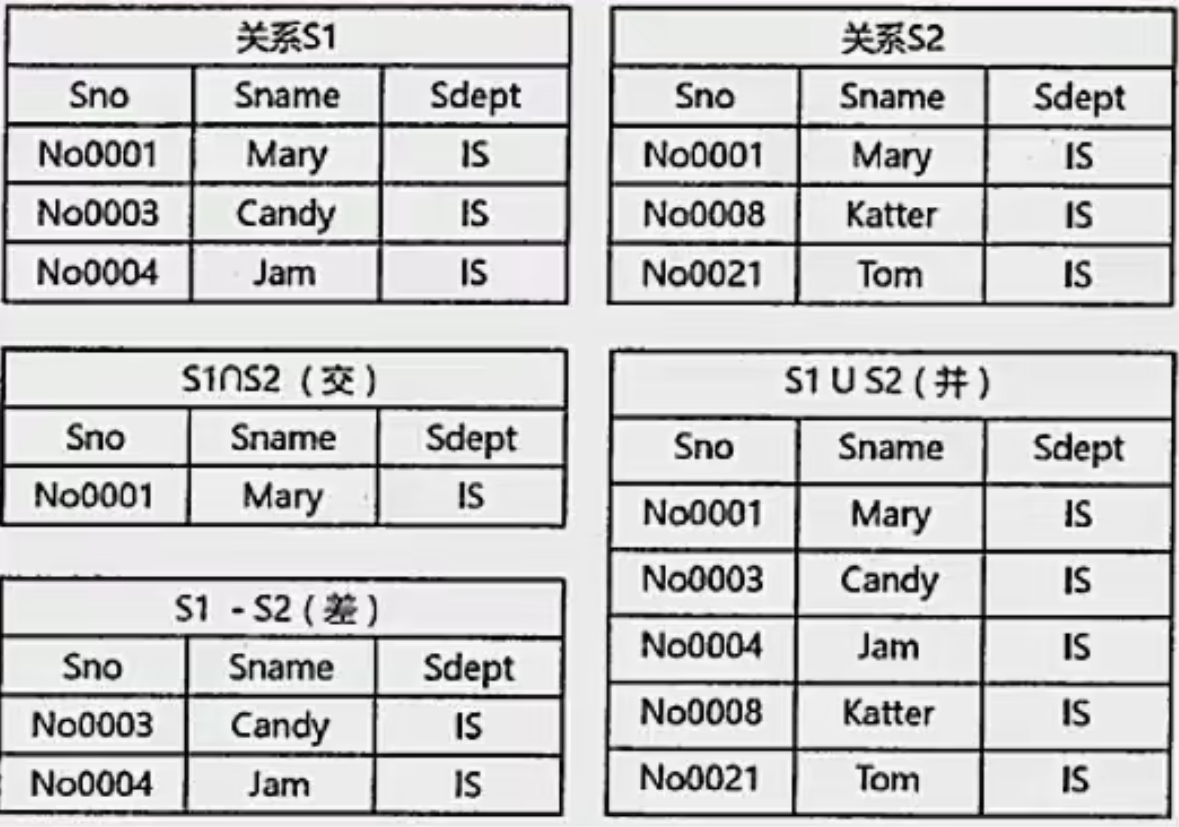 关系S1
Sno Sname Sdept
No0001 Mary IS
No0003 Candy IS
No0004 Jam IS
关系S2
Sno Sname Sdept
No0001 Mary IS
No0008 Katter IS
No0021 Tom IS
S1∩S2 ( 交 )
Sno Sname Sdept
No0001 Mary IS
S1 - S2 ( 差 )
Sno Sname Sdept
No0003 Candy IS
No0004 Jam IS
S1 U S2 ( 并 )
Sno Sname Sdept
No0001 Mary IS
No0003 Candy IS
No0004 Jam IS
No0008 Katter IS
No0021 Tom IS